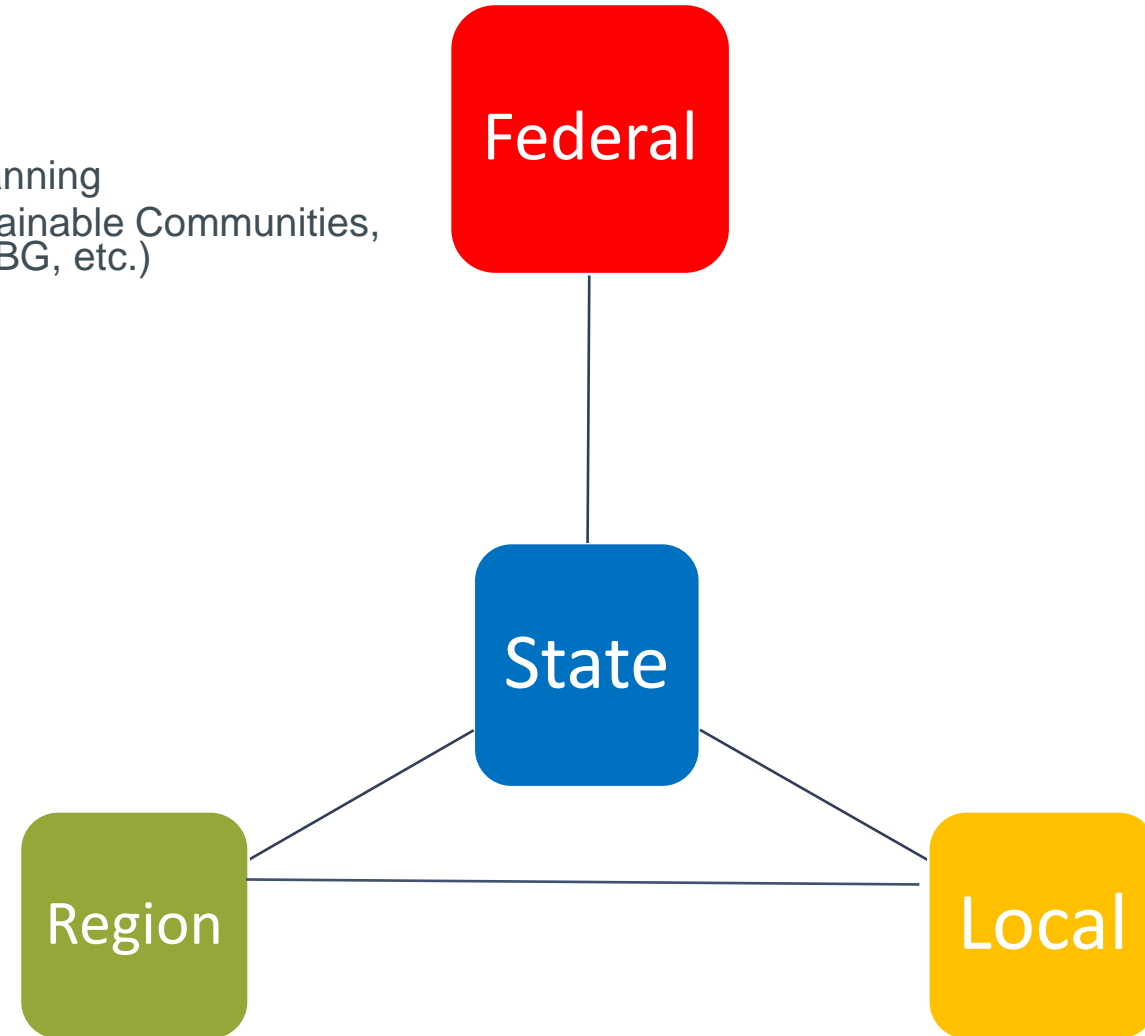 Federal
anning
ainable Communities,
BG, etc.)
State
Region
Local